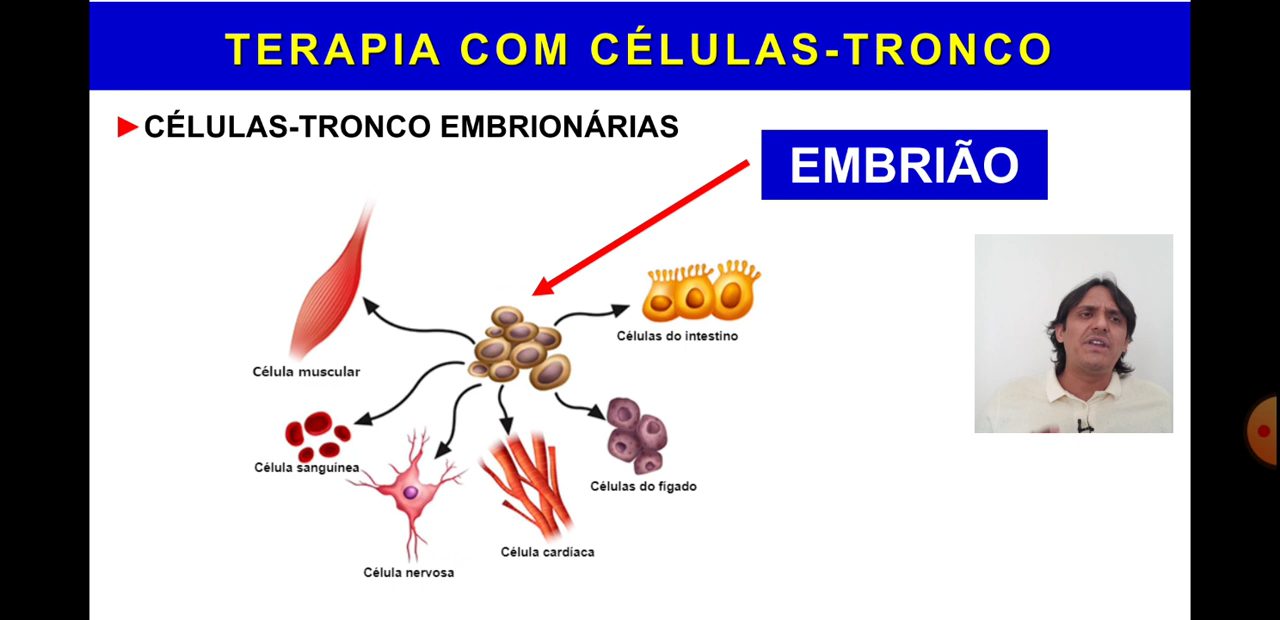 TERAPIA COM CÉLULAS-TRONCO
CÉLULAS-TRONCO EMBRIONÁRIAS
EMBRIÃO
Células do intestino
Célula muscular
Célula sanguínea
Células do fígado
Célula cardíaca
Célula nervosa